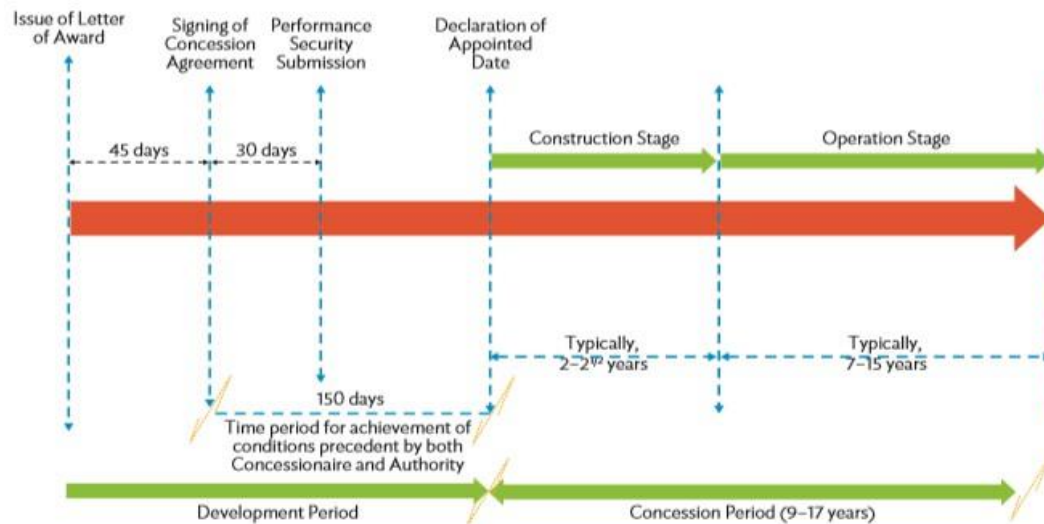 Issue of Letter
of Award
Signing of
Concession
Agreement
Performance
Security
Submission
Declaration of
Appointed
Date
45 days
30 days
Construction Stage
Operation Stage
Typically,
2–2½ years
Typically,
7–15 years
150 days
Time period for achievement of
conditions precedent by both
Concessionaire and Authority
Development Period
Concession Period (9–17 years)